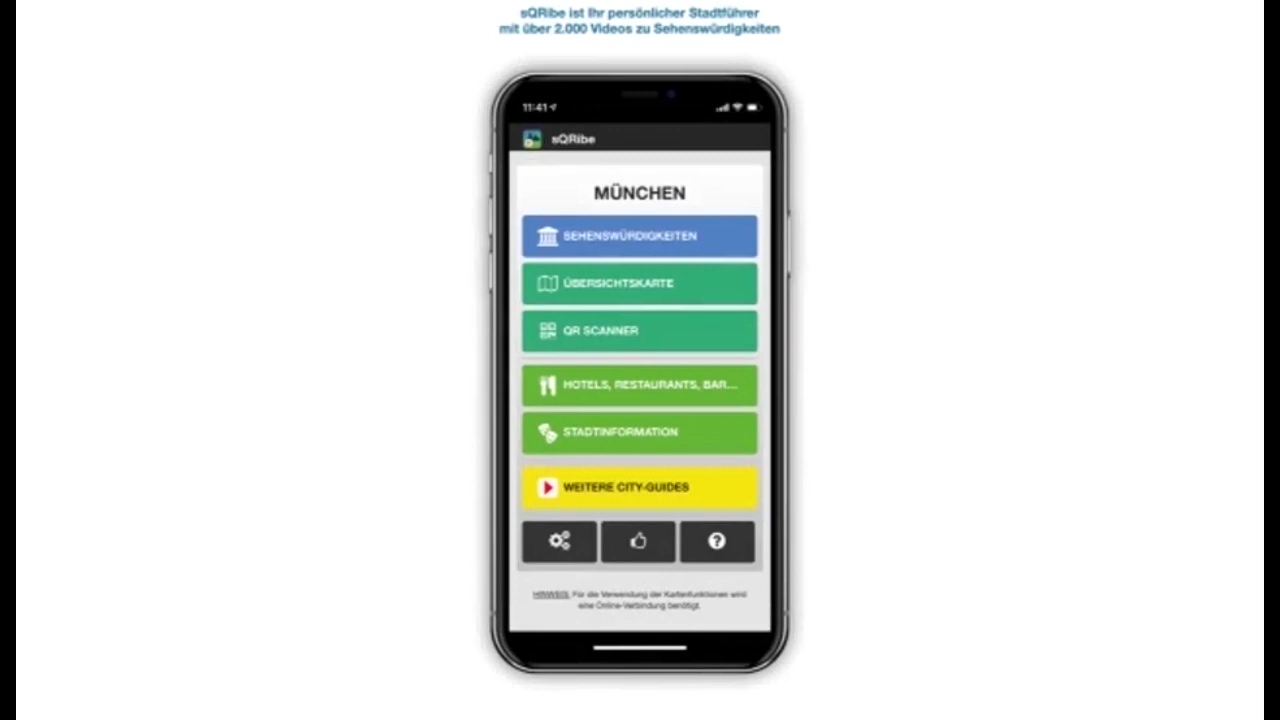 sQRibe ist Ihr persönlicher Stadtführer
mit über 2.000 Videos zu Sehenswürdigkeiten
11:41
sQRibe
MÜNCHEN
SEHENSWÜRDIGKEITEN
ÜBERSICHTSKARTE
QR SCANNER
HOTELS, RESTAURANTS, BAR...
STADTINFORMATION
WEITERE CITY-GUIDES
HINWEIS: Für die Verwendung der Kartenfunktionen wird
eine Online-Verbindung benötigt.